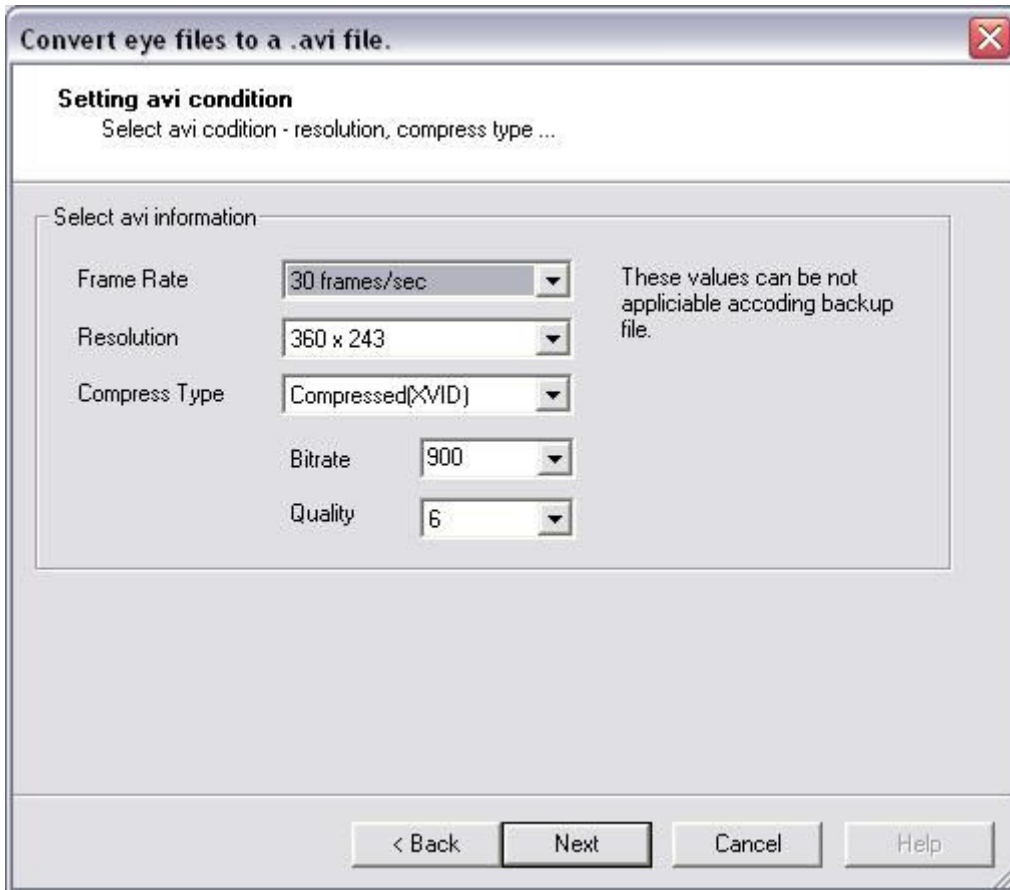 Convert eye files to a .avi file.
Setting avi condition
Select avi codition - resolution, compress type ...
Select avi information
Frame Rate 30 frames/sec
These values can be not
appliciable accoding backup
file.
Resolution 360 x 243
Compress Type Compressed(XVID)
Bitrate 900
Quality 6
< Back Next Cancel Help